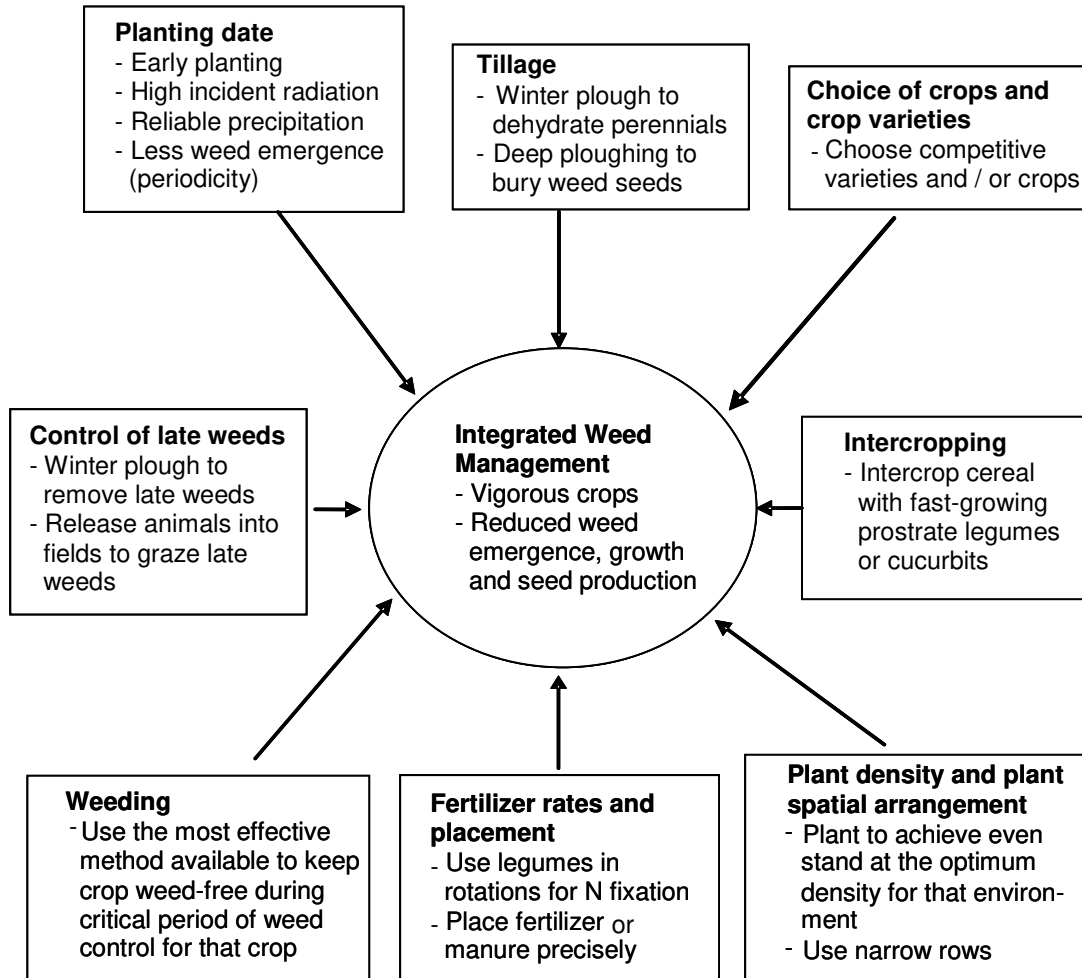 Planting date
- Early planting
- High incident radiation
- Reliable precipitation
- Less weed emergence
(periodicity)
Tillage
- Winter plough to
dehydrate perennials
- Deep ploughing to
bury weed seeds
Choice of crops and
crop varieties
- Choose competitive
varieties and / or crops
Control of late weeds
- Winter plough to
remove late weeds
- Release animals into
fields to graze late
weeds
Integrated Weed
Management
- Vigorous crops
- Reduced weed
emergence, growth
and seed production
Intercropping
- Intercrop cereal
with fast-growing
prostrate legumes
or cucurbits
Weeding
- Use the most effective
method available to keep
crop weed-free during
critical period of weed
control for that crop
Fertilizer rates and
placement
- Use legumes in
rotations for N fixation
- Place fertilizer or
manure precisely
Plant density and plant
spatial arrangement
- Plant to achieve even
stand at the optimum
density for that environ-
ment
- Use narrow rows